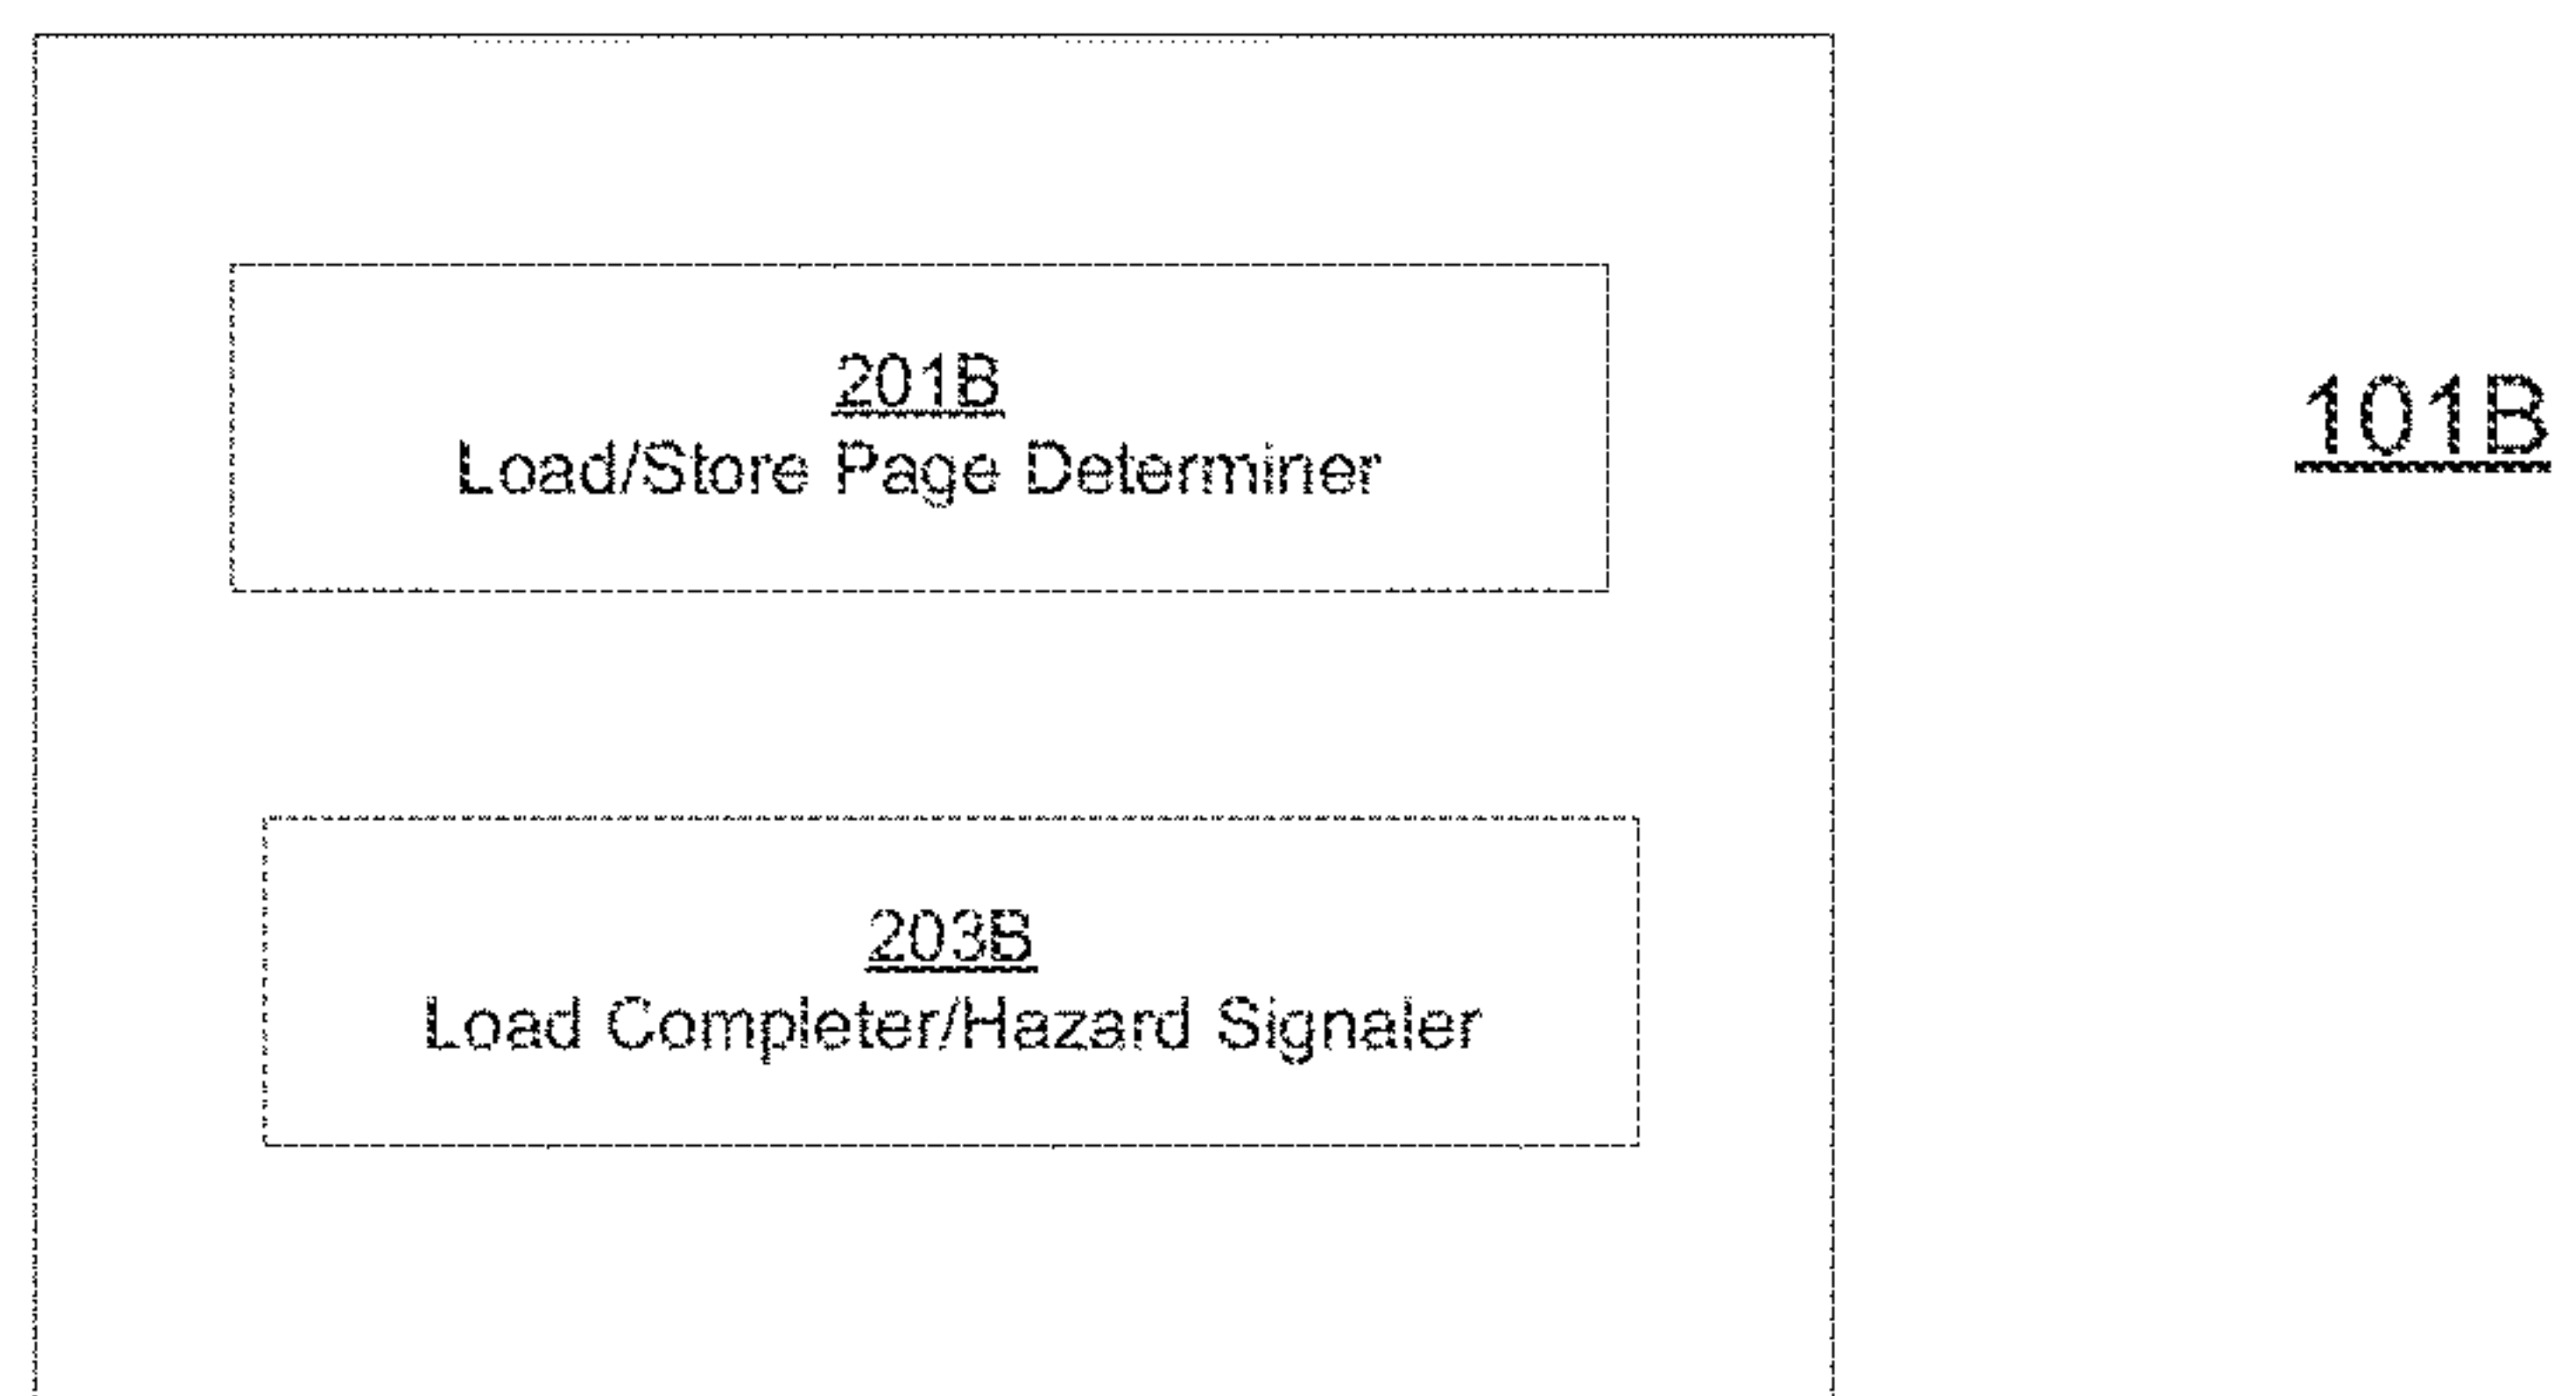 201B
Load/Store Page Determiner
101B
203B
Load Completer/Hazard Signaler